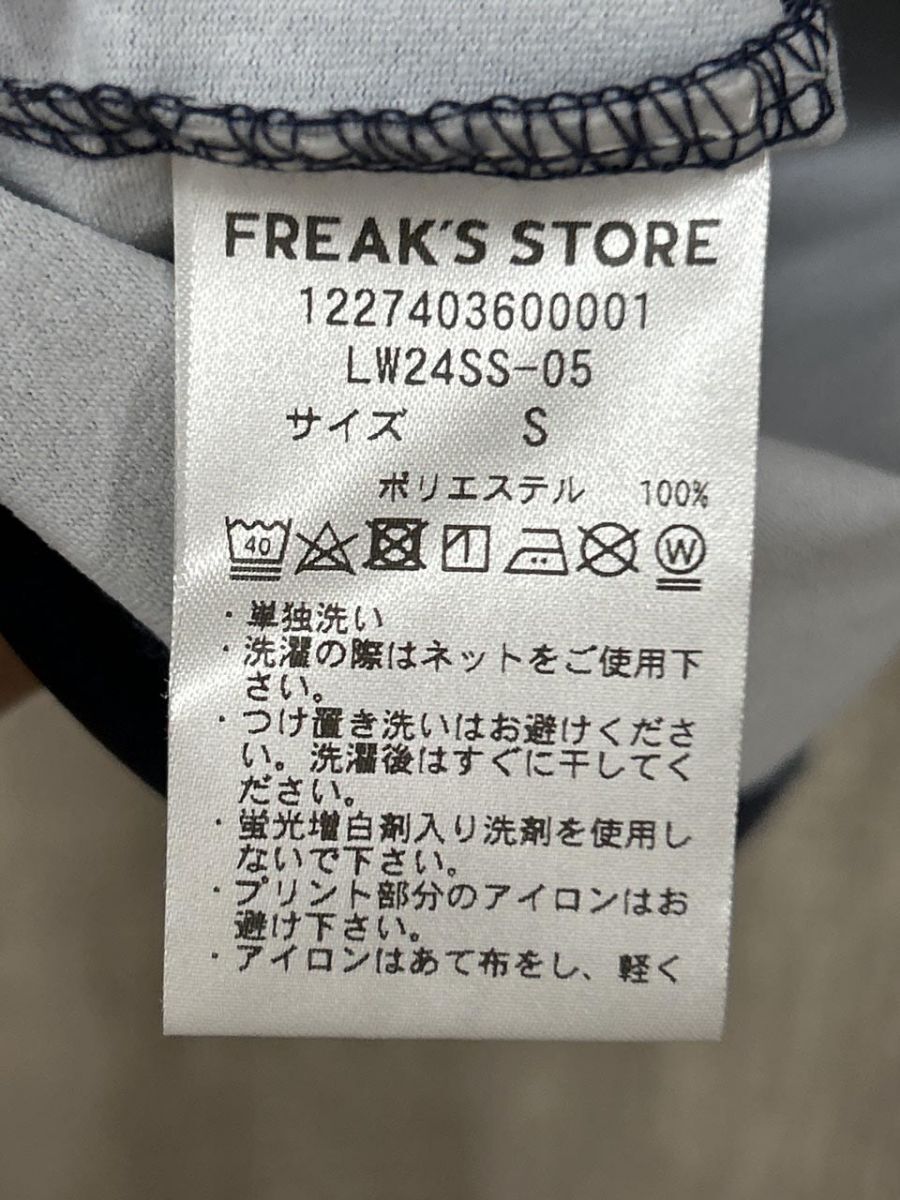 FREAK'S STORE
1227403600001
LW24SS-05
サイズ S
ポリエステル 100%
40 W
・単独洗い
・洗濯の際はネットをご使用下
さい。
・つけ置き洗いはお避けくださ
い。洗濯後はすぐに干してく
ださい。
・蛍光増白剤入り洗剤を使用し
ないで下さい。
・プリント部分のアイロンはお
避け下さい。
・アイロンはあて布をし、軽く